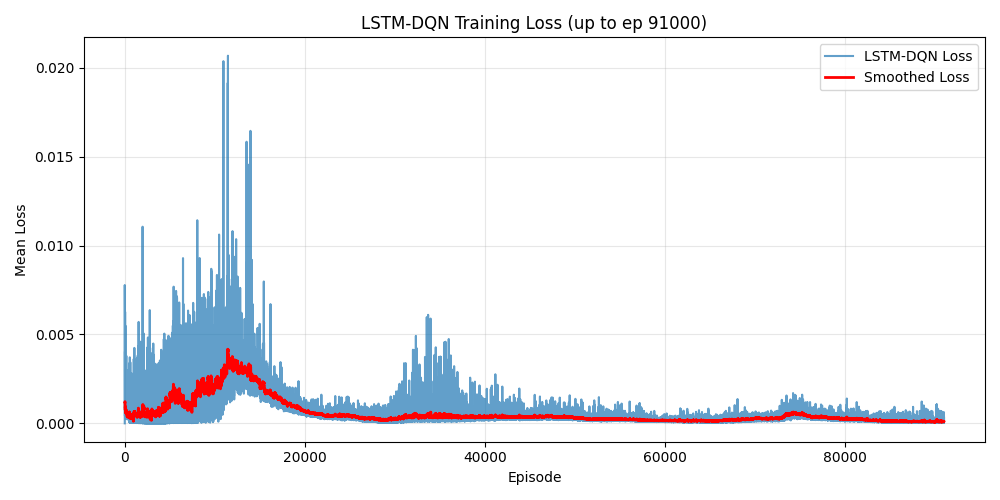 LSTM-DQN Training Loss (up to ep 91000)
LSTM-DQN Loss
Smoothed Loss
Mean Loss
0.020
0.015
0.010
0.005
0.000
0
20000
40000
60000
80000
Episode